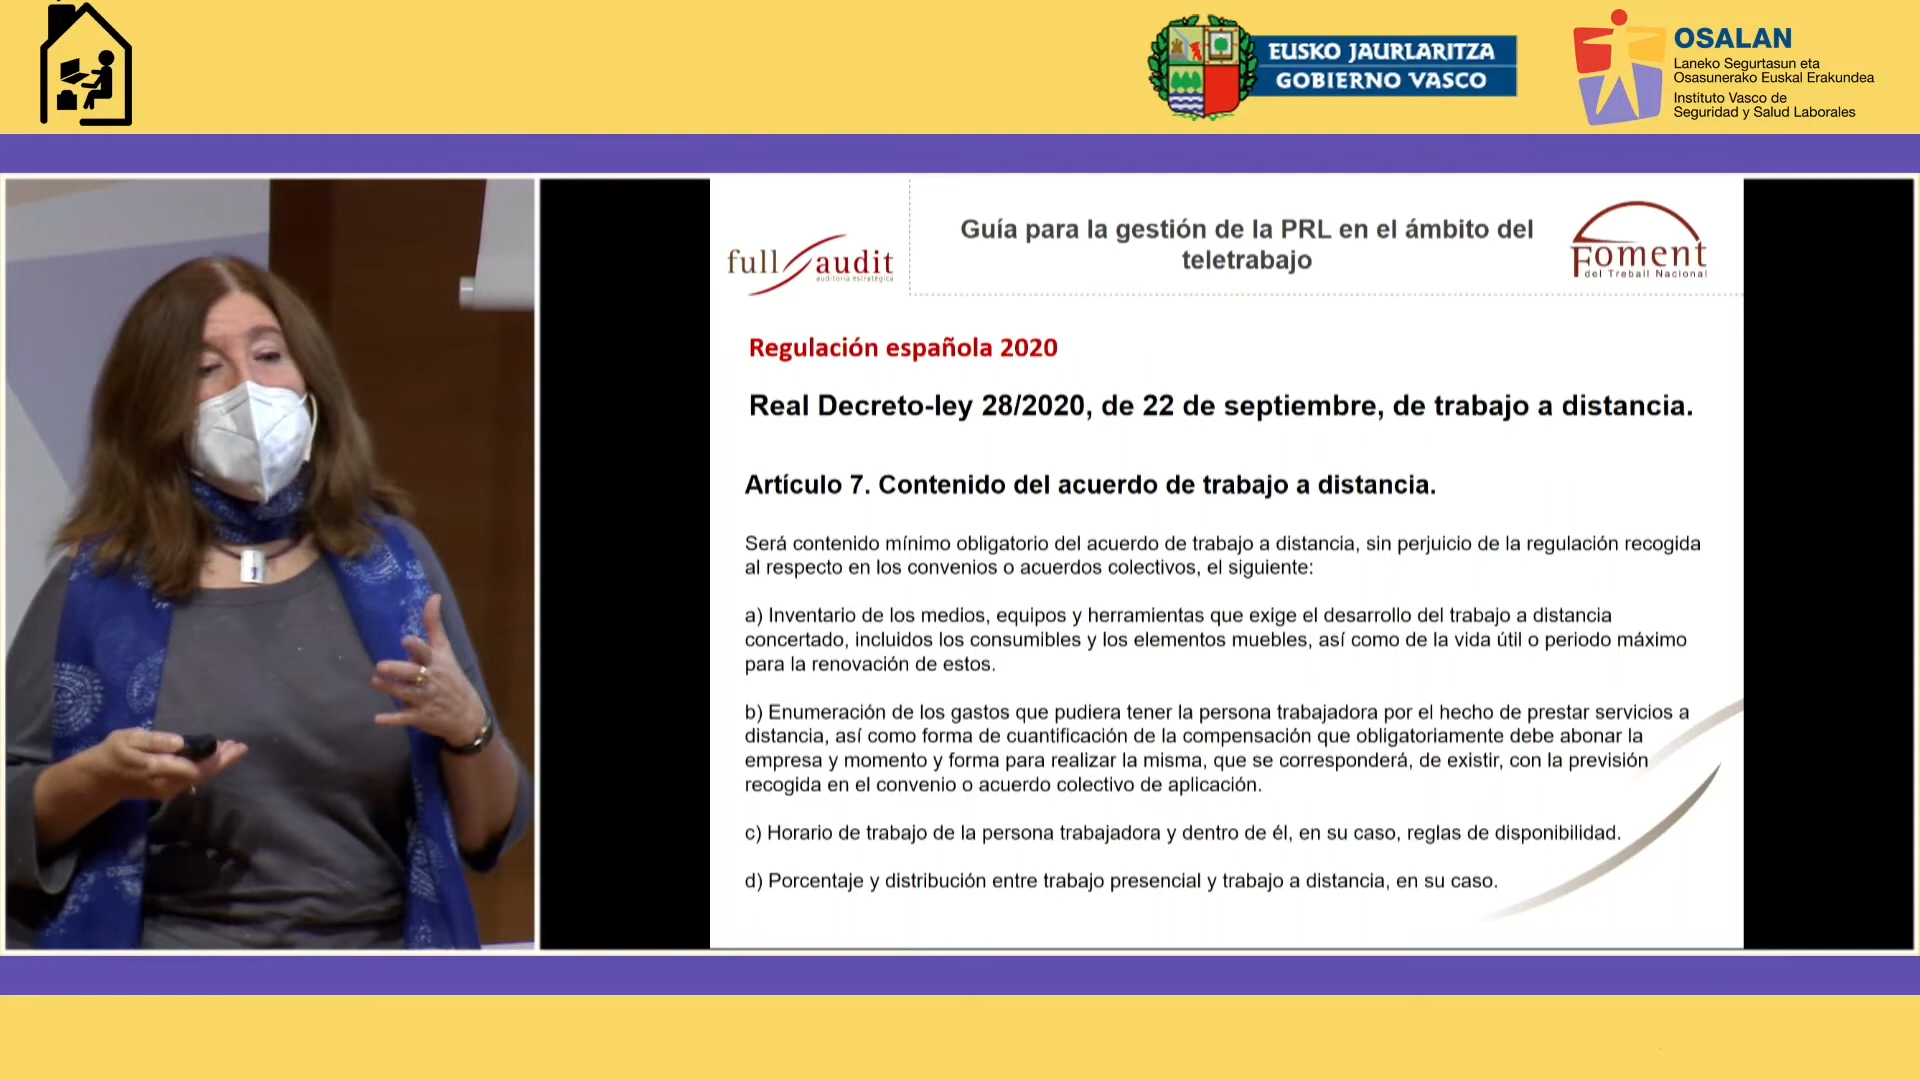 EUSKO JAURLARITZA
GOBIERNO VASCO
OSALAN
Laneko Segurtasun eta
Osasunerako Euskal Erakundea
Instituto Vasco de
Seguridad y Salud Laborales
full audit
auditoría estratégica
Guía para la gestión de la PRL en el ámbito del
teletrabajo
Foment
del Treball Nacional
Regulación española 2020
Real Decreto-ley 28/2020, de 22 de septiembre, de trabajo a distancia.
Artículo 7. Contenido del acuerdo de trabajo a distancia.
Será contenido mínimo obligatorio del acuerdo de trabajo a distancia, sin perjuicio de la regulación recogida
al respecto en los convenios o acuerdos colectivos, el siguiente:
a) Inventario de los medios, equipos y herramientas que exige el desarrollo del trabajo a distancia
concertado, incluidos los consumibles y los elementos muebles, así como de la vida útil o periodo máximo
para la renovación de estos.
b) Enumeración de los gastos que pudiera tener la persona trabajadora por el hecho de prestar servicios a
distancia, así como forma de cuantificación de la compensación que obligatoriamente debe abonar la
empresa y momento y forma para realizar la misma, que se corresponderá, de existir, con la previsión
recogida en el convenio o acuerdo colectivo de aplicación.
c) Horario de trabajo de la persona trabajadora y dentro de él, en su caso, reglas de disponibilidad.
d) Porcentaje y distribución entre trabajo presencial y trabajo a distancia, en su caso.